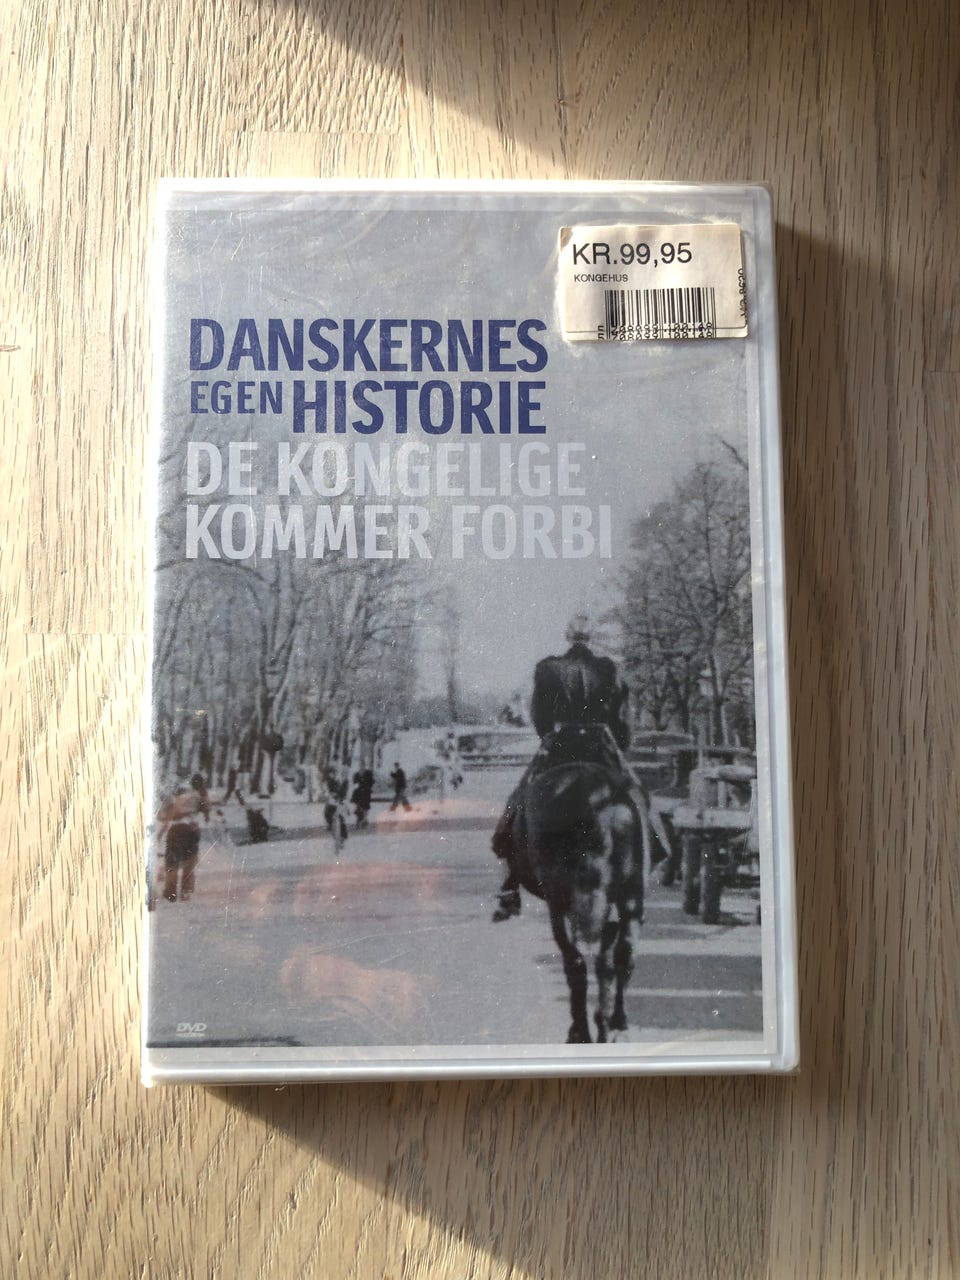 KR.99,95
KONGEHUS
DANSKERNES
EGEN HISTORIE
DE KONGELIGE
KOMMER FORBI
DVD